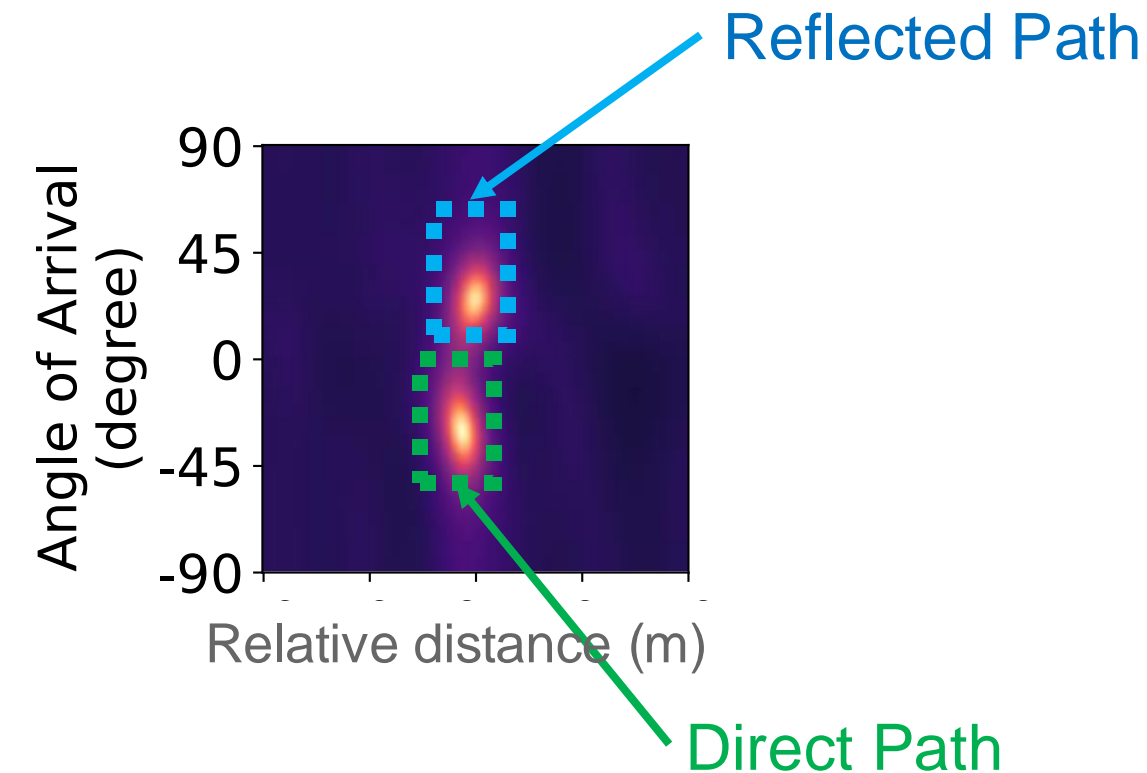 Reflected Path
90
45
0
-45
-90
Angle of Arrival
(degree)
Relative distance (m)
Direct Path